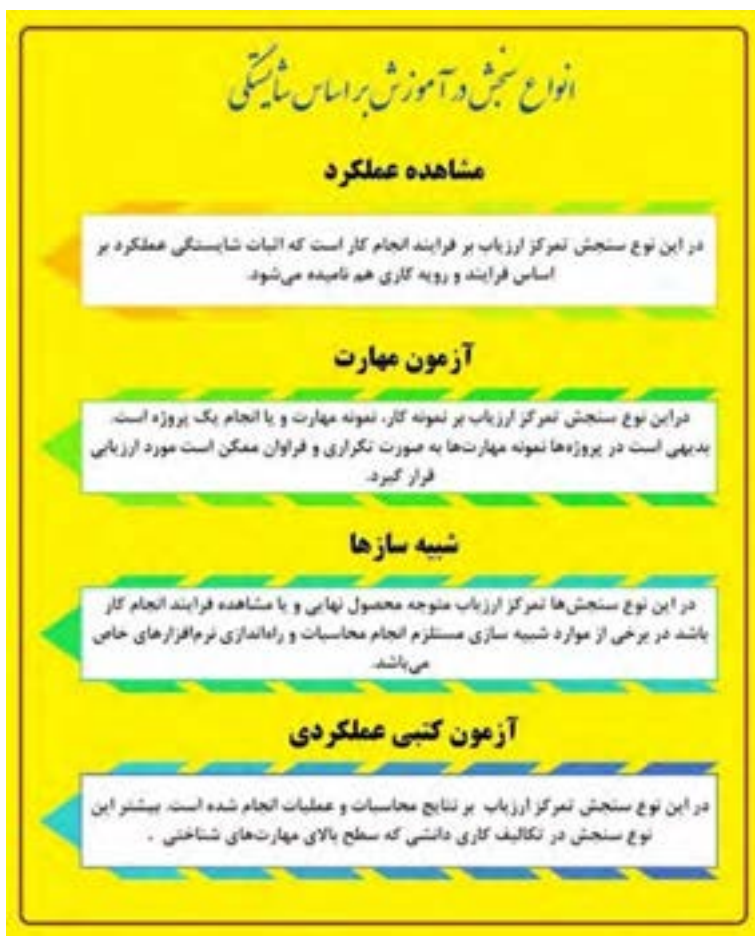 انواع سنجش در آموزش بر اساس شایستگی
مشاهده عملکرد
در این نوع سنجش تمرکز ارزیاب بر فرایند انجام کار است که اثبات شایستگی عملکرد بر
اساس فرایند و رویه کاری هم نامیده می‌شود.
آزمون مهارت
دراین نوع سنجش تمرکز ارزیاب بر نمونه کار، نمونه مهارت و یا انجام یک پروژه است.
بدیهی است در پروژه‌ها نمونه مهارت‌ها به صورت تکراری و فراوان ممکن است مورد ارزیابی
قرار گیرد.
شبیه سازها
در این نوع سنجش‌ها تمرکز ارزیاب متوجه محصول نهایی و یا مشاهده فرایند انجام کار
باشد در برخی از موارد شبیه سازی مستلزم انجام محاسبات و راه‌اندازی نرم‌افزارهای خاص
می‌باشد.
آزمون کتبی عملکردی
در این نوع سنجش تمرکز ارزیاب بر نتایج محاسبات و عملیات انجام شده است. بیشتر این
نوع سنجش در تکالیف کاری دانشی که سطح بالای مهارت‌های شناختی .